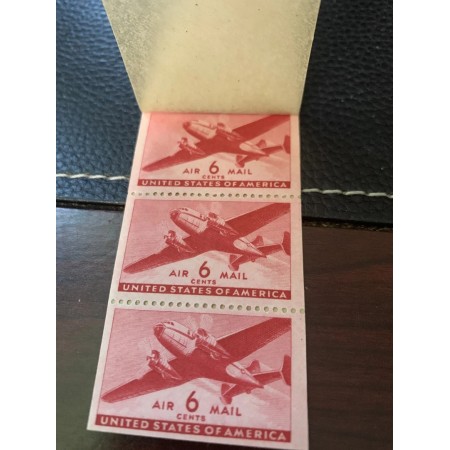 AIR 6 MAIL
CENTS
UNITED STATES OF AMERICA
AIR 6 MAIL
CENTS
UNITED STATES OF AMERICA
AIR 6 MAIL
CENTS
UNITED STATES OF AMERICA